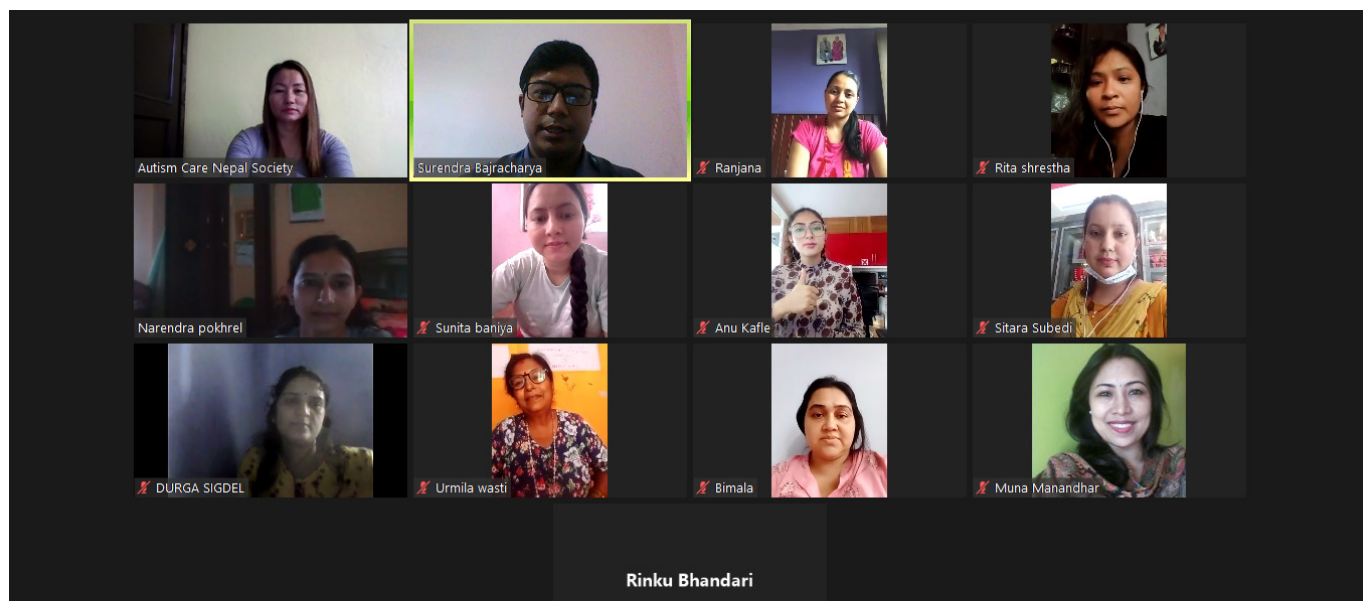 Autism Care Nepal Society
Surendra Bajracharya
Ranjana
Rita shrestha
Narendra pokhrel
Sunita baniya
Anu Kafle
Sitara Subedi
DURGA SIGDEL
Urmila wasti
Bimala
Muna Manandhar
Rinku Bhandari